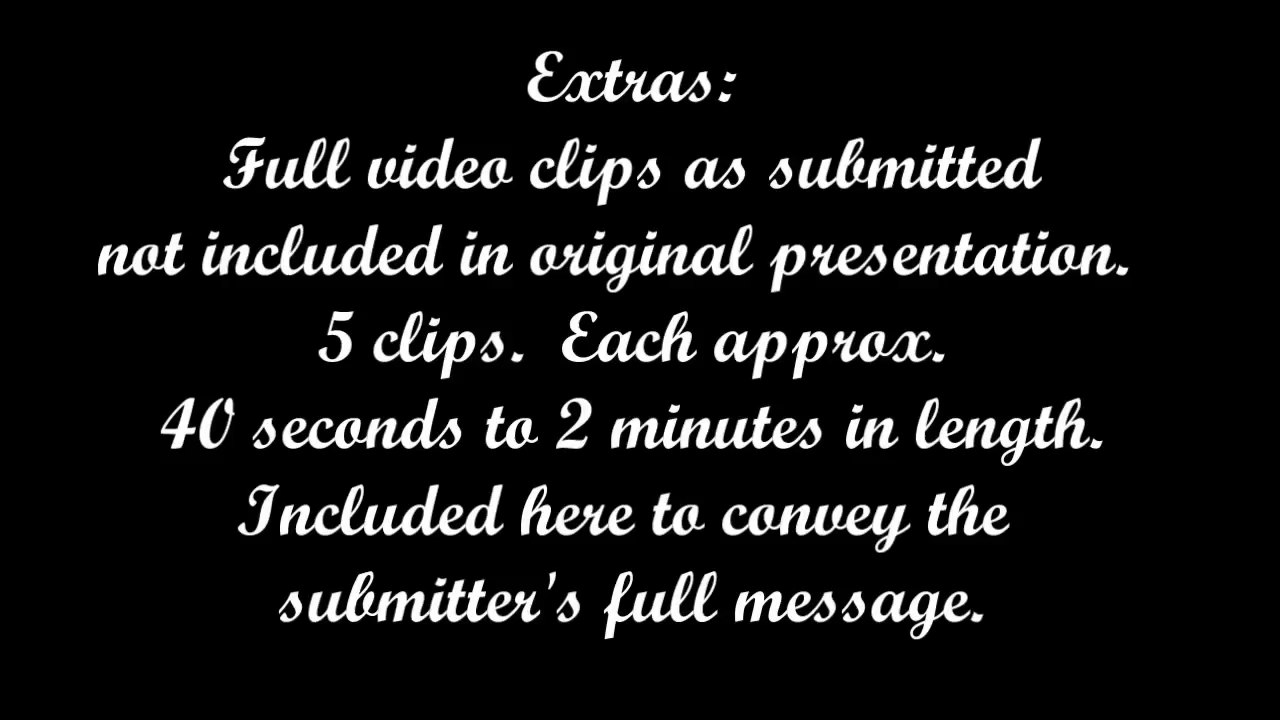 Extras:
Full video clips as submitted
not included in original presentation.
5 clips.  Each approx.
40 seconds to 2 minutes in length.
Included here to convey the
submitter's full message.